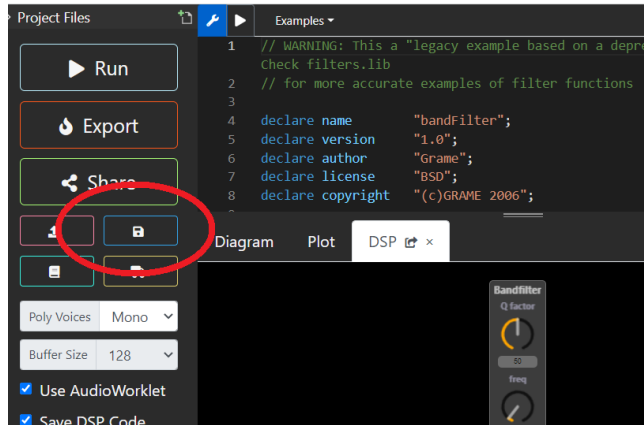 Project Files
Examples
Run
Export
Share
Poly Voices Mono
Buffer Size 128
Use AudioWorklet
Save DSP Code
1 // WARNING: This a "legacy example based on a depre
Check filters.lib
2 // for more accurate examples of filter functions
3
4 declare name "bandFilter";
5 declare version "1.0";
6 declare author "Grame";
7 declare license "BSD";
8 declare copyright "(c)GRAME 2006";
Diagram Plot DSP ×
Bandfilter
Q factor
50
freq